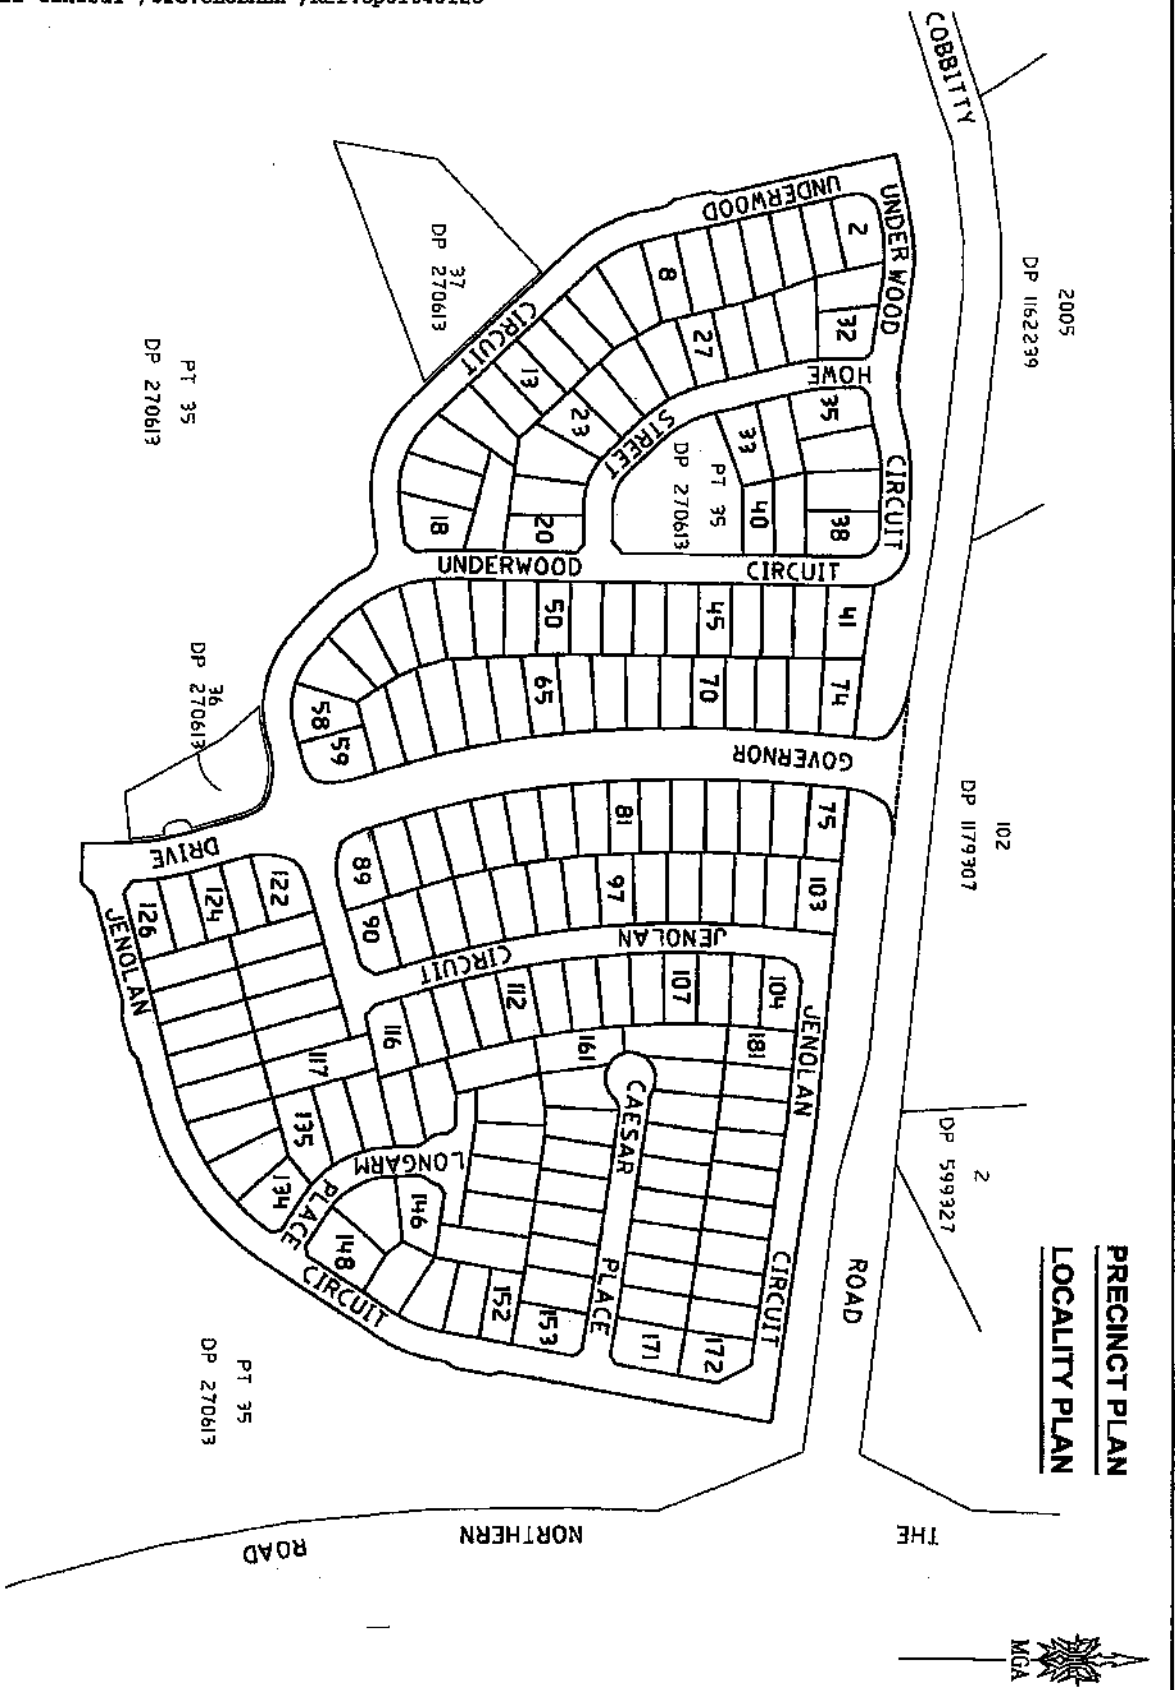 PRECINCT PLAN
LOCALITY PLAN
MGA
COBBITTY
ROAD
2005
DP 1162239
102
DP 1179307
2
DP 599327
THE
NORTHERN
ROAD
UNDERWOOD
CIRCUIT
UNDERWOOD
CIRCUIT
UNDERWOOD
CIRCUIT
HOWE
STREET
2
8
13
18
20
23
27
32
35
33
38
40
PT 35
DP 270613
37
DP 270613
PT 35
DP 270613
36
DP 270613
41
45
50
58
59
65
70
74
GOVERNOR
DRIVE
75
81
89
90
97
103
JENOLAN
CIRCUIT
JENOLAN
CIRCUIT
JENOLAN
CIRCUIT
104
107
112
116
117
122
124
126
134
135
LONGARM
PLACE
146
148
152
153
161
CAESAR
PLACE
171
172
181
PT 35
DP 270613